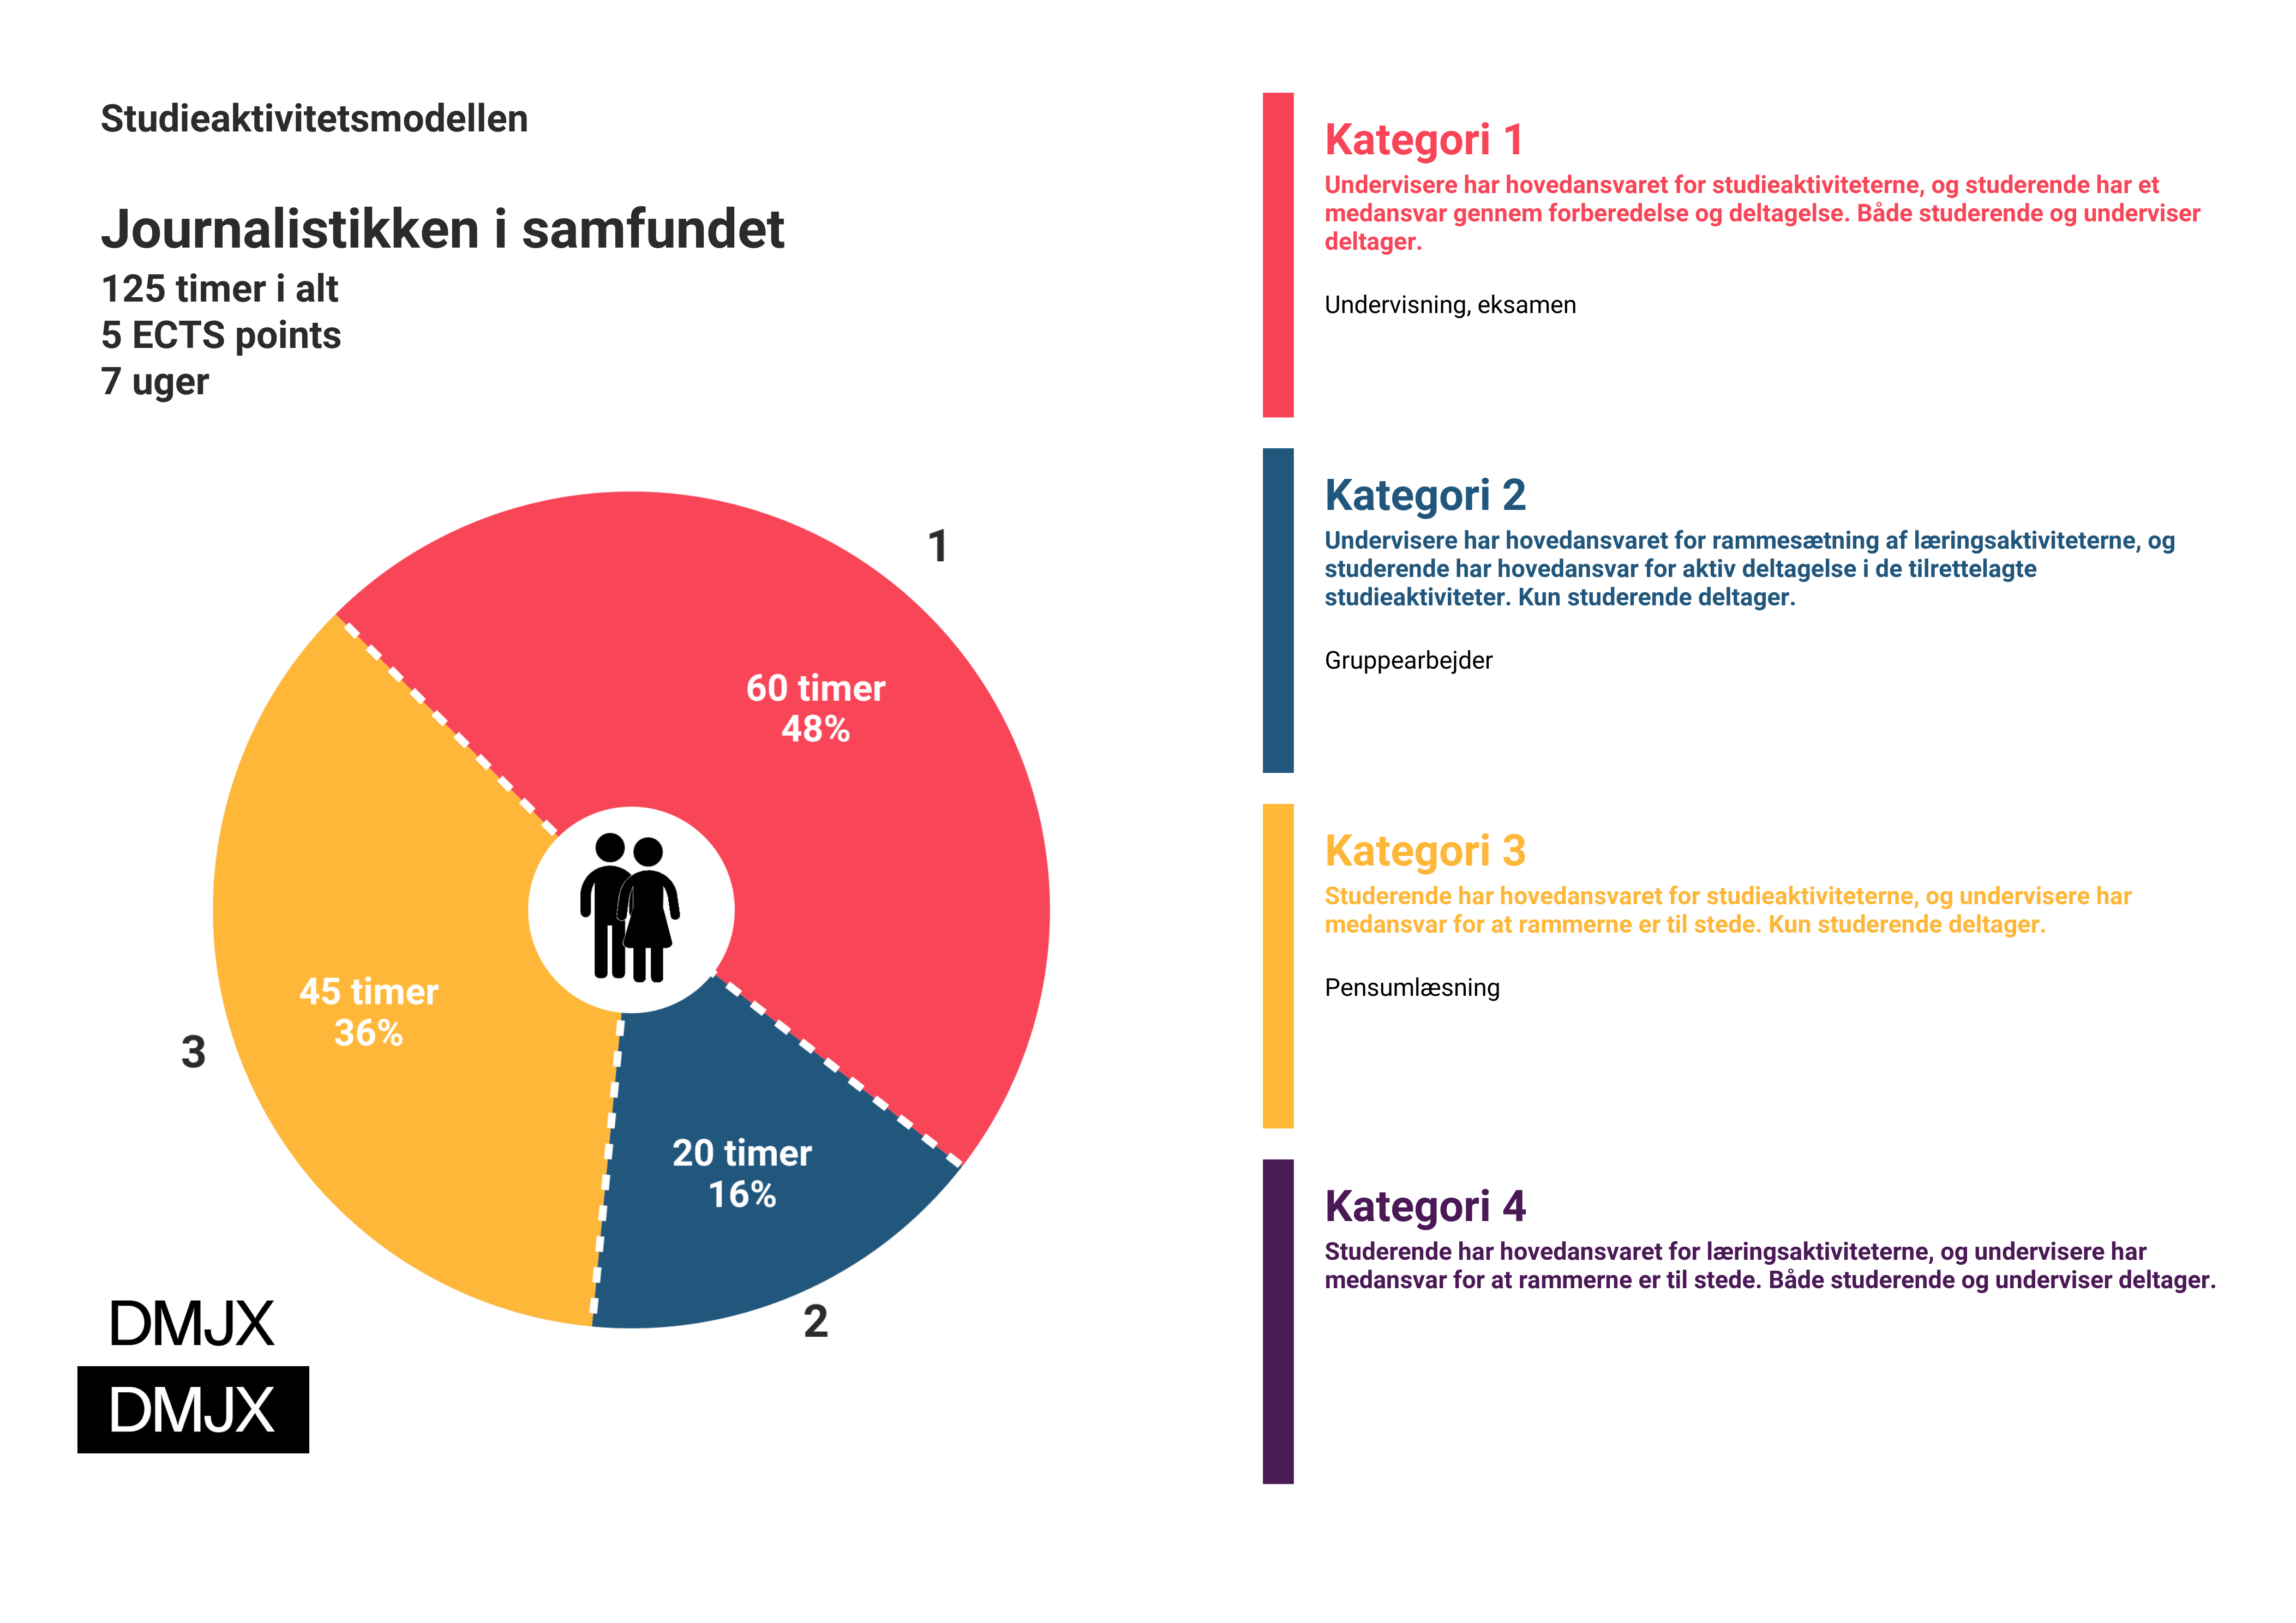 Studieaktivitetsmodellen
Journalistikken i samfundet
125 timer i alt
5 ECTS points
7 uger
1
60 timer
48%
45 timer
36%
3
20 timer
16%
2
DMJX
DMJX
Kategori 1
Undervisere har hovedansvaret for studieaktiviteterne, og studerende har et
medansvar gennem forberedelse og deltagelse. Både studerende og underviser
deltager.
Undervisning, eksamen
Kategori 2
Undervisere har hovedansvaret for rammesætning af læringsaktiviteterne, og
studerende har hovedansvar for aktiv deltagelse i de tilrettelagte
studieaktiviteter. Kun studerende deltager.
Gruppearbejder
Kategori 3
Studerende har hovedansvaret for studieaktiviteterne, og undervisere har
medansvar for at rammerne er til stede. Kun studerende deltager.
Pensumlæsning
Kategori 4
Studerende har hovedansvaret for læringsaktiviteterne, og undervisere har
medansvar for at rammerne er til stede. Både studerende og underviser deltager.